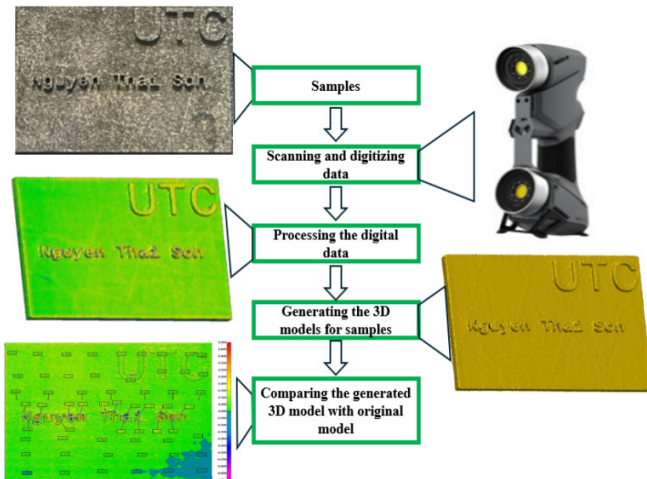 UTC
Nguyen Thai Son
Samples
Scanning and digitizing
data
UTC
Nguyen Thai Son
Processing the digital
data
UTC
Nguyen Thai Son
Generating the 3D
models for samples
UTC
Nguyen Thai Son
Comparing the generated
3D model with original
model